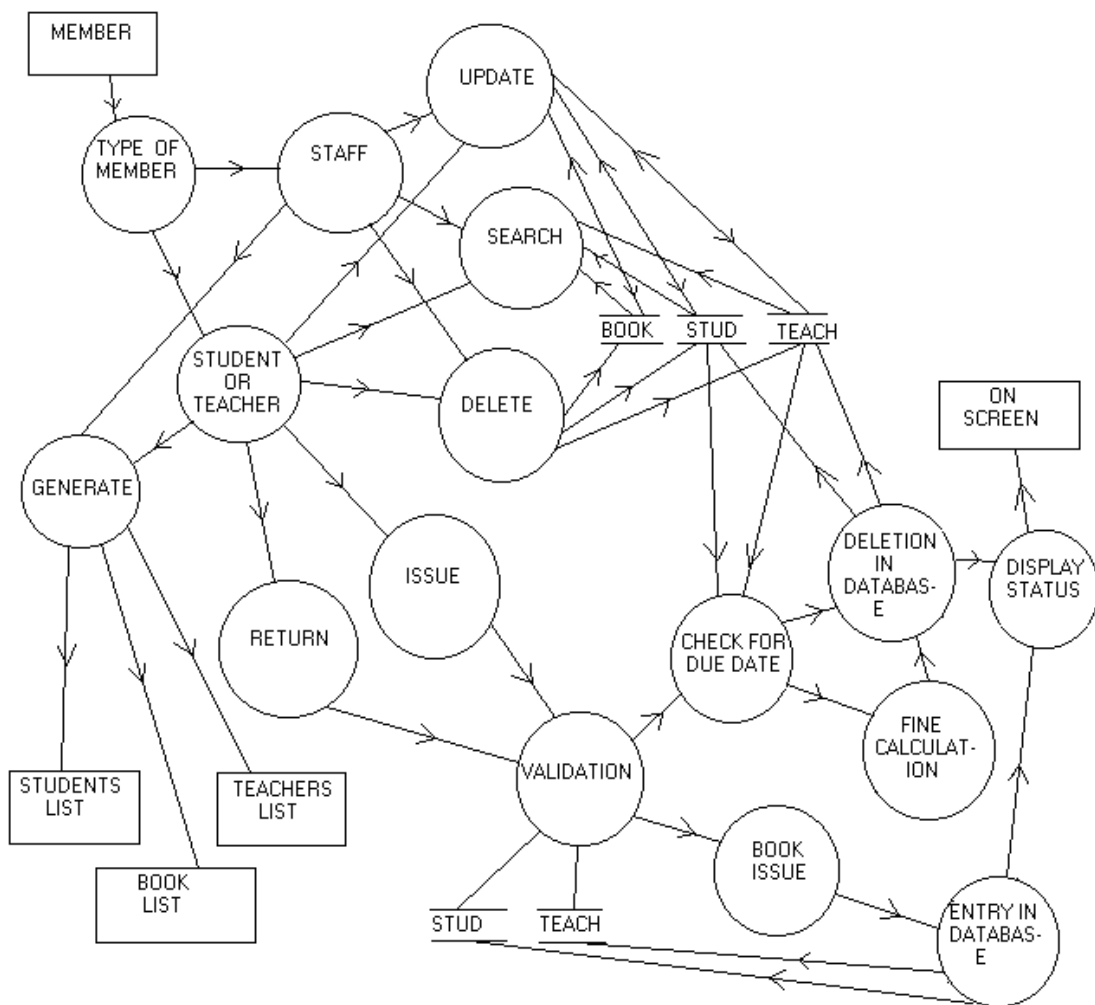 MEMBER
UPDATE
TYPE OF
MEMBER
STAFF
SEARCH
BOOK
STUD
TEACH
STUDENT
OR
TEACHER
DELETE
ON
SCREEN
GENERATE
ISSUE
DELETION
IN
DATABAS-
E
DISPLAY
STATUS
RETURN
CHECK FOR
DUE DATE
FINE
CALCULAT-
ION
STUDENTS
LIST
TEACHERS
LIST
VALIDATION
BOOK
LIST
BOOK
ISSUE
STUD
TEACH
ENTRY IN
DATABAS-
E